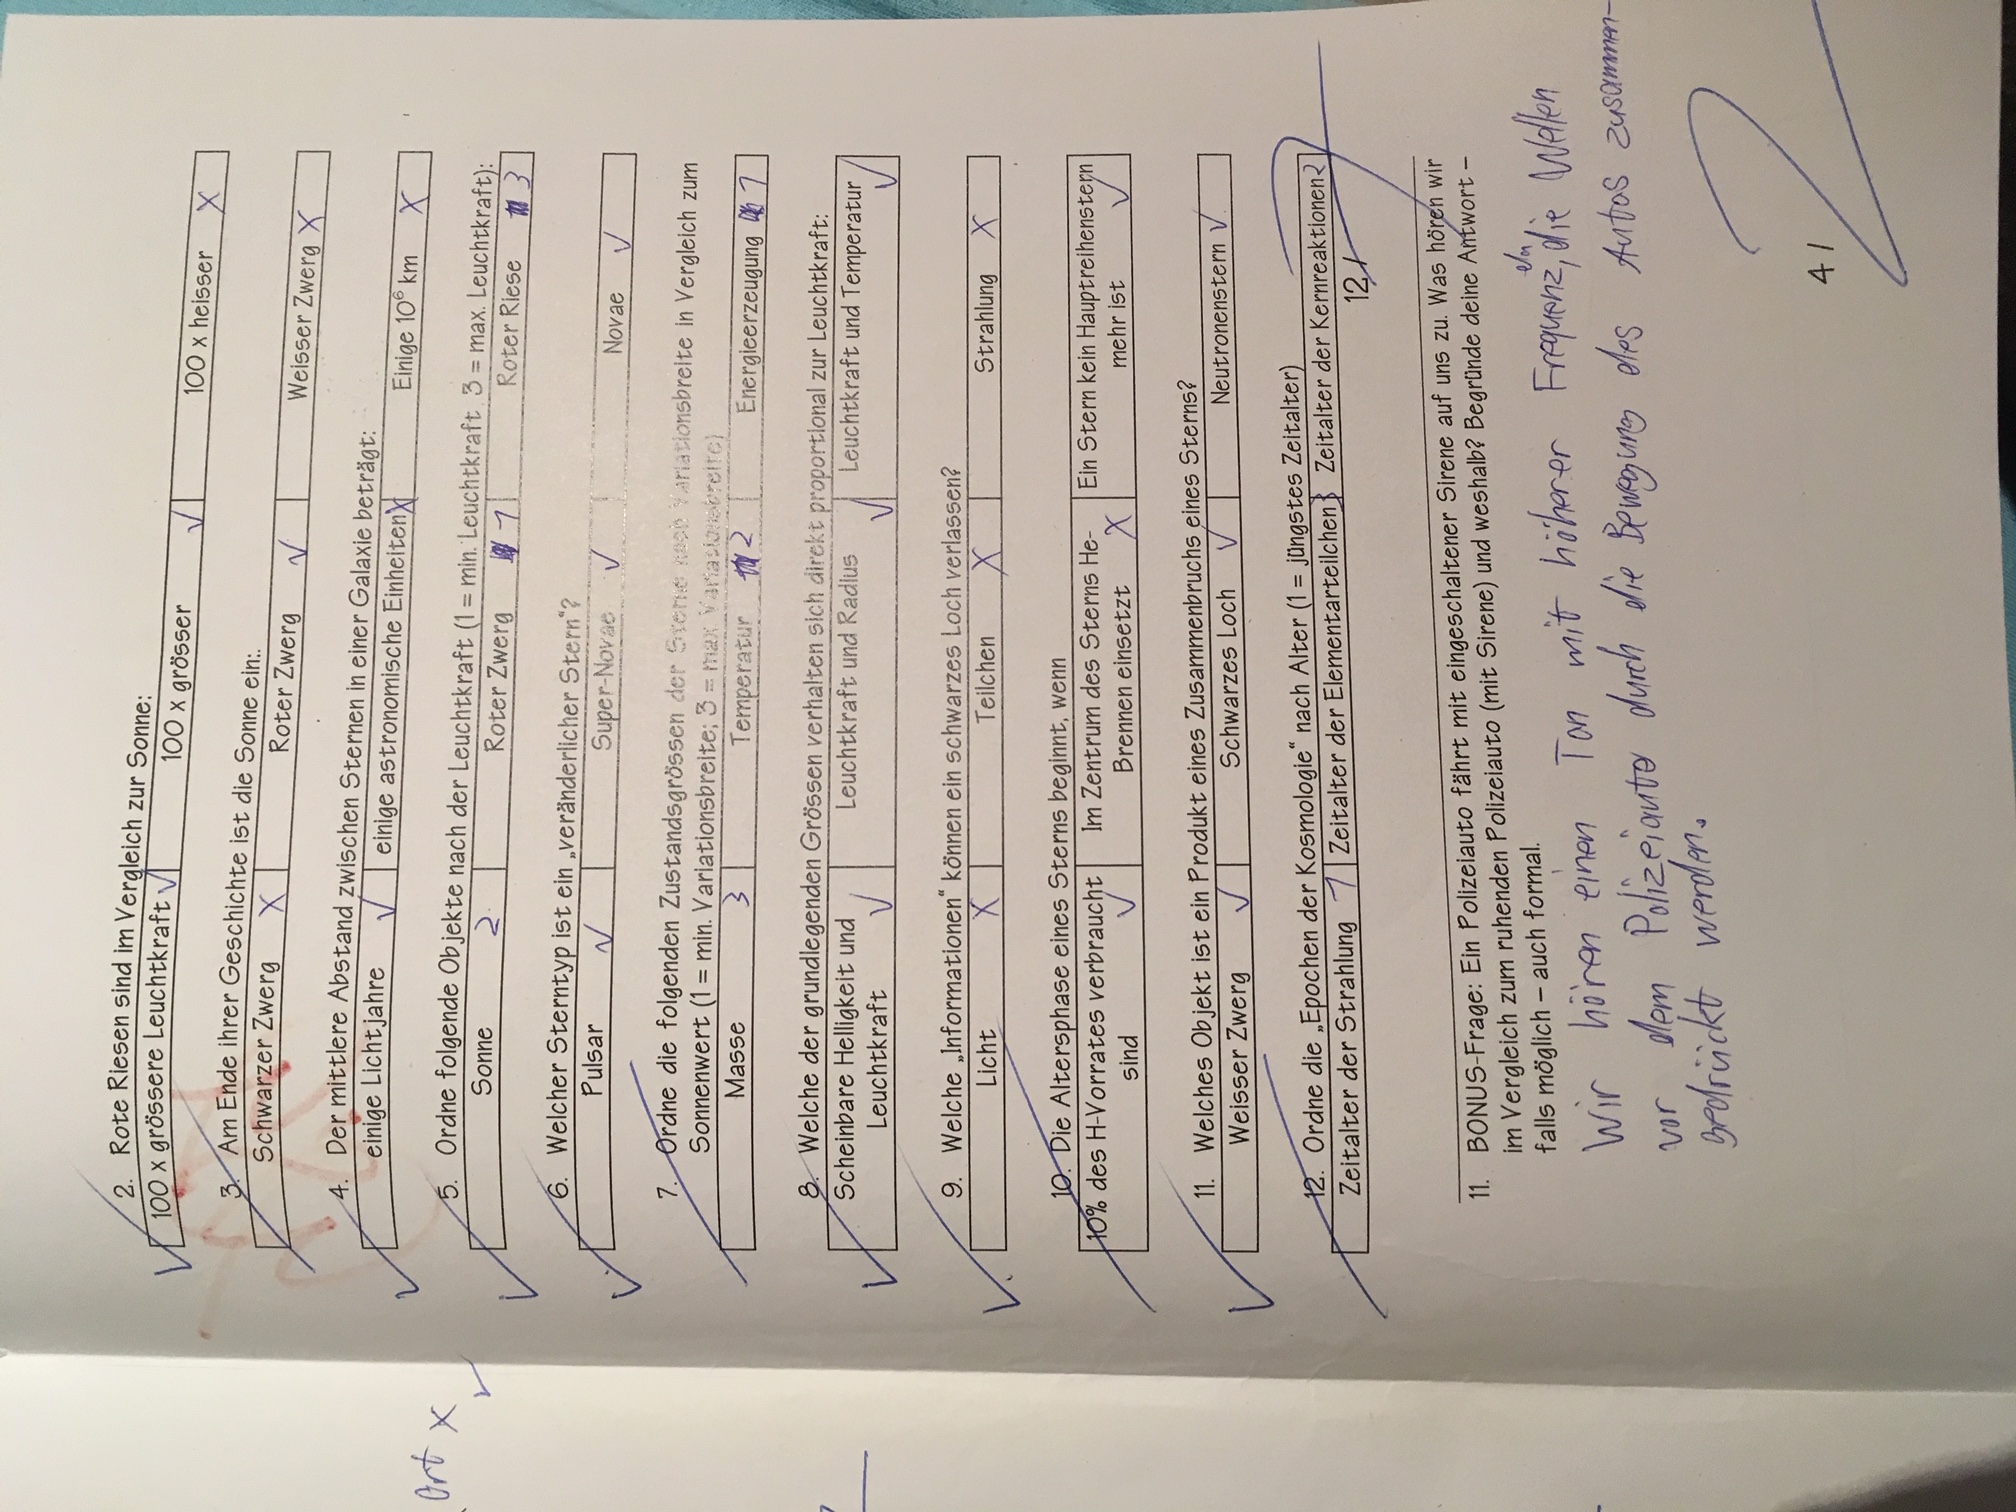 2. Rote Riesen sind im Vergleich zur Sonne:
100 x grössere Leuchtkraft ✓ 100 x grösser ✓ 100 x heisser X
3. Am Ende ihrer Geschichte ist die Sonne ein:.
Schwarzer Zwerg X Roter Zwerg ✓ Weisser Zwerg X
4. Der mittlere Abstand zwischen Sternen in einer Galaxie beträgt:
einige Lichtjahre ✓ einige astronomische Einheiten X Einige 10⁶ km X
Ort X
5. Ordne folgende Objekte nach der Leuchtkraft (1 = min. Leuchtkraft 3 = max. Leuchtkraft):
Sonne 2 Roter Zwerg 1 Roter Riese 3
6. Welcher Sterntyp ist ein „veränderlicher Stern"?
Pulsar ✓ Super-Novae ✓ Novae ✓
7. Ordne die folgenden Zustandsgrössen der Sterne nach Variationsbreite in Vergleich zum
Sonnenwert (1 = min. Variationsbreite; 3 = max Variationsbreite)
Masse 3 Temperatur 2 Energieerzeugung 1
8. Welche der grundlegenden Grössen verhalten sich direkt proportional zur Leuchtkraft:
Scheinbare Helligkeit und Leuchtkraft und Radius Leuchtkraft und Temperatur
Leuchtkraft ✓ ✓ ✓
9. Welche „Informationen" können ein schwarzes Loch verlassen?
Licht X Teilchen X Strahlung X
10. Die Altersphase eines Sterns beginnt, wenn
10% des H-Vorrates verbraucht Im Zentrum des Sterns He- Ein Stern kein Hauptreihenstern
sind ✓ Brennen einsetzt X mehr ist ✓
11. Welches Objekt ist ein Produkt eines Zusammenbruchs eines Sterns?
Weisser Zwerg ✓ Schwarzes Loch ✓ Neutronenstern ✓
12. Ordne die „Epochen der Kosmologie" nach Alter (1 = jüngstes Zeitalter)
Zeitalter der Strahlung 1 Zeitalter der Elementarteilchen 3 Zeitalter der Kernreaktionen 2
12 / 7
11. BONUS-Frage: Ein Polizeiauto fährt mit eingeschaltener Sirene auf uns zu. Was hören wir
im Vergleich zum ruhenden Polizeiauto (mit Sirene) und weshalb? Begründe deine Antwort –
falls möglich – auch formal.
Wir hören einen Ton mit höherer Frequenz, da die Wellen
vor dem Polizeiauto durch die Bewegung des Autos zusammen-
gedrückt werden.
4 / 2